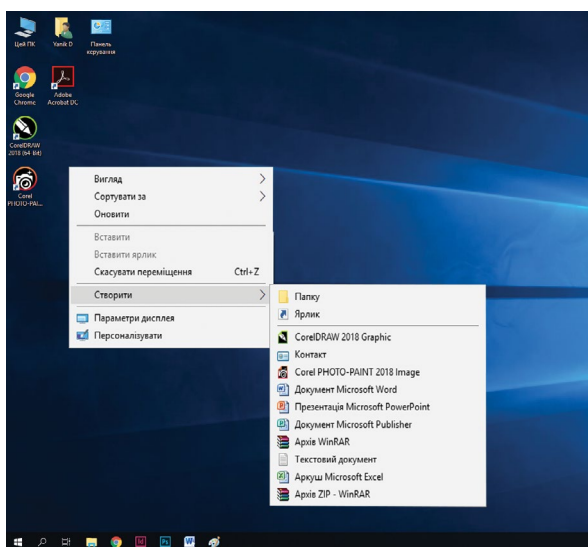 Цей ПК
Yanik D
Панель
керування
Google
Chrome
Adobe
Acrobat DC
CorelDRAW
2018 (64-Bit)
Corel
PHOTO-PAI...
Вигляд
Сортувати за
Оновити
Вставити
Вставити ярлик
Скасувати переміщення Ctrl+Z
Створити
Параметри дисплея
Персоналізувати
Папку
Ярлик
CorelDRAW 2018 Graphic
Контакт
Corel PHOTO-PAINT 2018 Image
Документ Microsoft Word
Презентація Microsoft PowerPoint
Документ Microsoft Publisher
Архів WinRAR
Текстовий документ
Аркуш Microsoft Excel
Архів ZIP - WinRAR